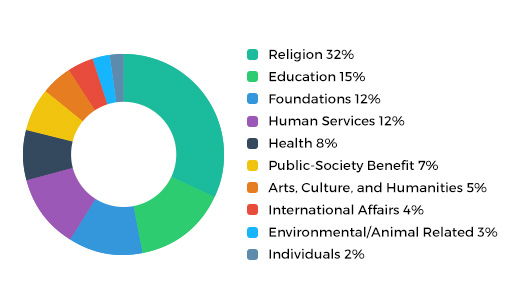 Religion 32%
Education 15%
Foundations 12%
Human Services 12%
Health 8%
Public-Society Benefit 7%
Arts, Culture, and Humanities 5%
International Affairs 4%
Environmental/Animal Related 3%
Individuals 2%